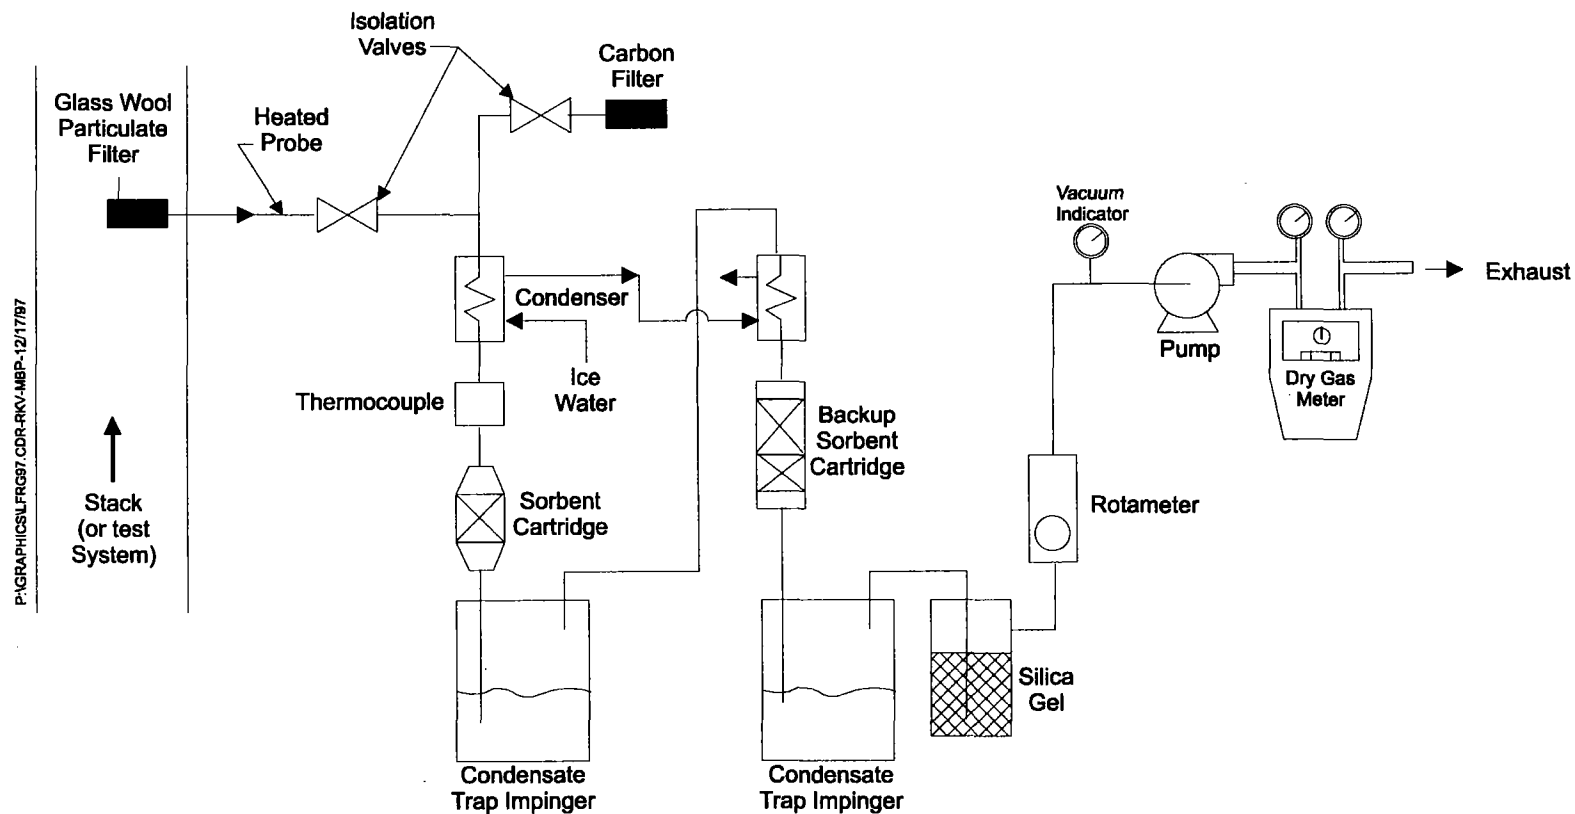 Isolation
Valves
Carbon
Filter
Glass Wool
Particulate
Filter
Heated
Probe
Vacuum
Indicator
Exhaust
Condenser
Pump
Ice
Water
Thermocouple
Dry Gas
Meter
Backup
Sorbent
Cartridge
Stack
(or test
System)
Sorbent
Cartridge
Rotameter
Silica
Gel
Condensate
Trap Impinger
Condensate
Trap Impinger
P:\GRAPHICS\LFRG97.CDR-RKV-MBP-12/17/97